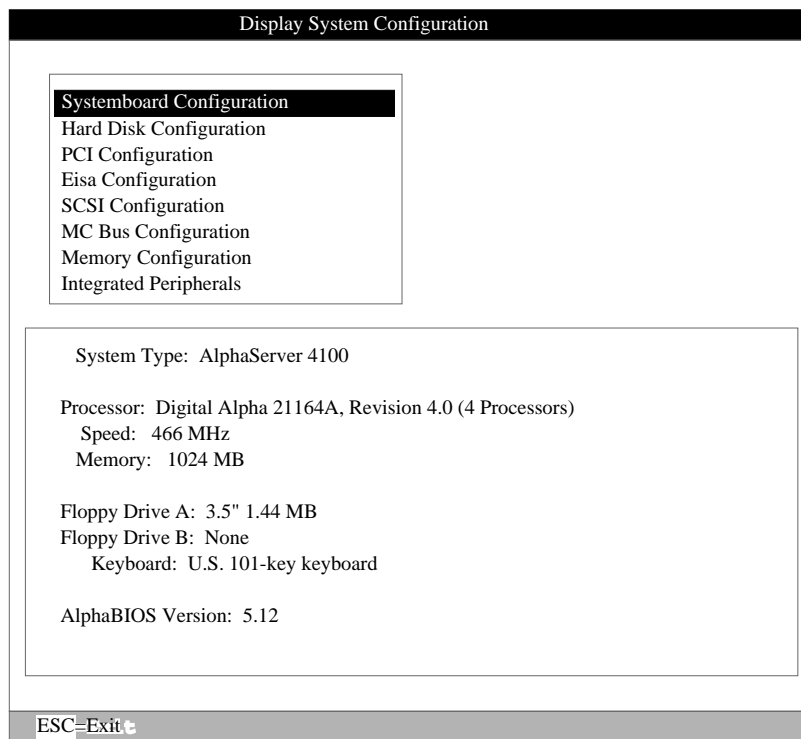 Display System Configuration
Systemboard Configuration
Hard Disk Configuration
PCI Configuration
Eisa Configuration
SCSI Configuration
MC Bus Configuration
Memory Configuration
Integrated Peripherals
System Type: AlphaServer 4100
Processor: Digital Alpha 21164A, Revision 4.0 (4 Processors)
Speed: 466 MHz
Memory: 1024 MB
Floppy Drive A: 3.5" 1.44 MB
Floppy Drive B: None
Keyboard: U.S. 101-key keyboard
AlphaBIOS Version: 5.12
ESC=Exit